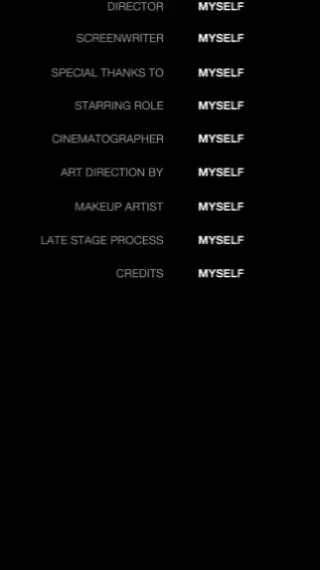 DIRECTOR MYSELF
SCREENWRITER MYSELF
SPECIAL THANKS TO MYSELF
STARRING ROLE MYSELF
CINEMATOGRAPHER MYSELF
ART DIRECTION BY MYSELF
MAKEUP ARTIST MYSELF
LATE STAGE PROCESS MYSELF
CREDITS MYSELF